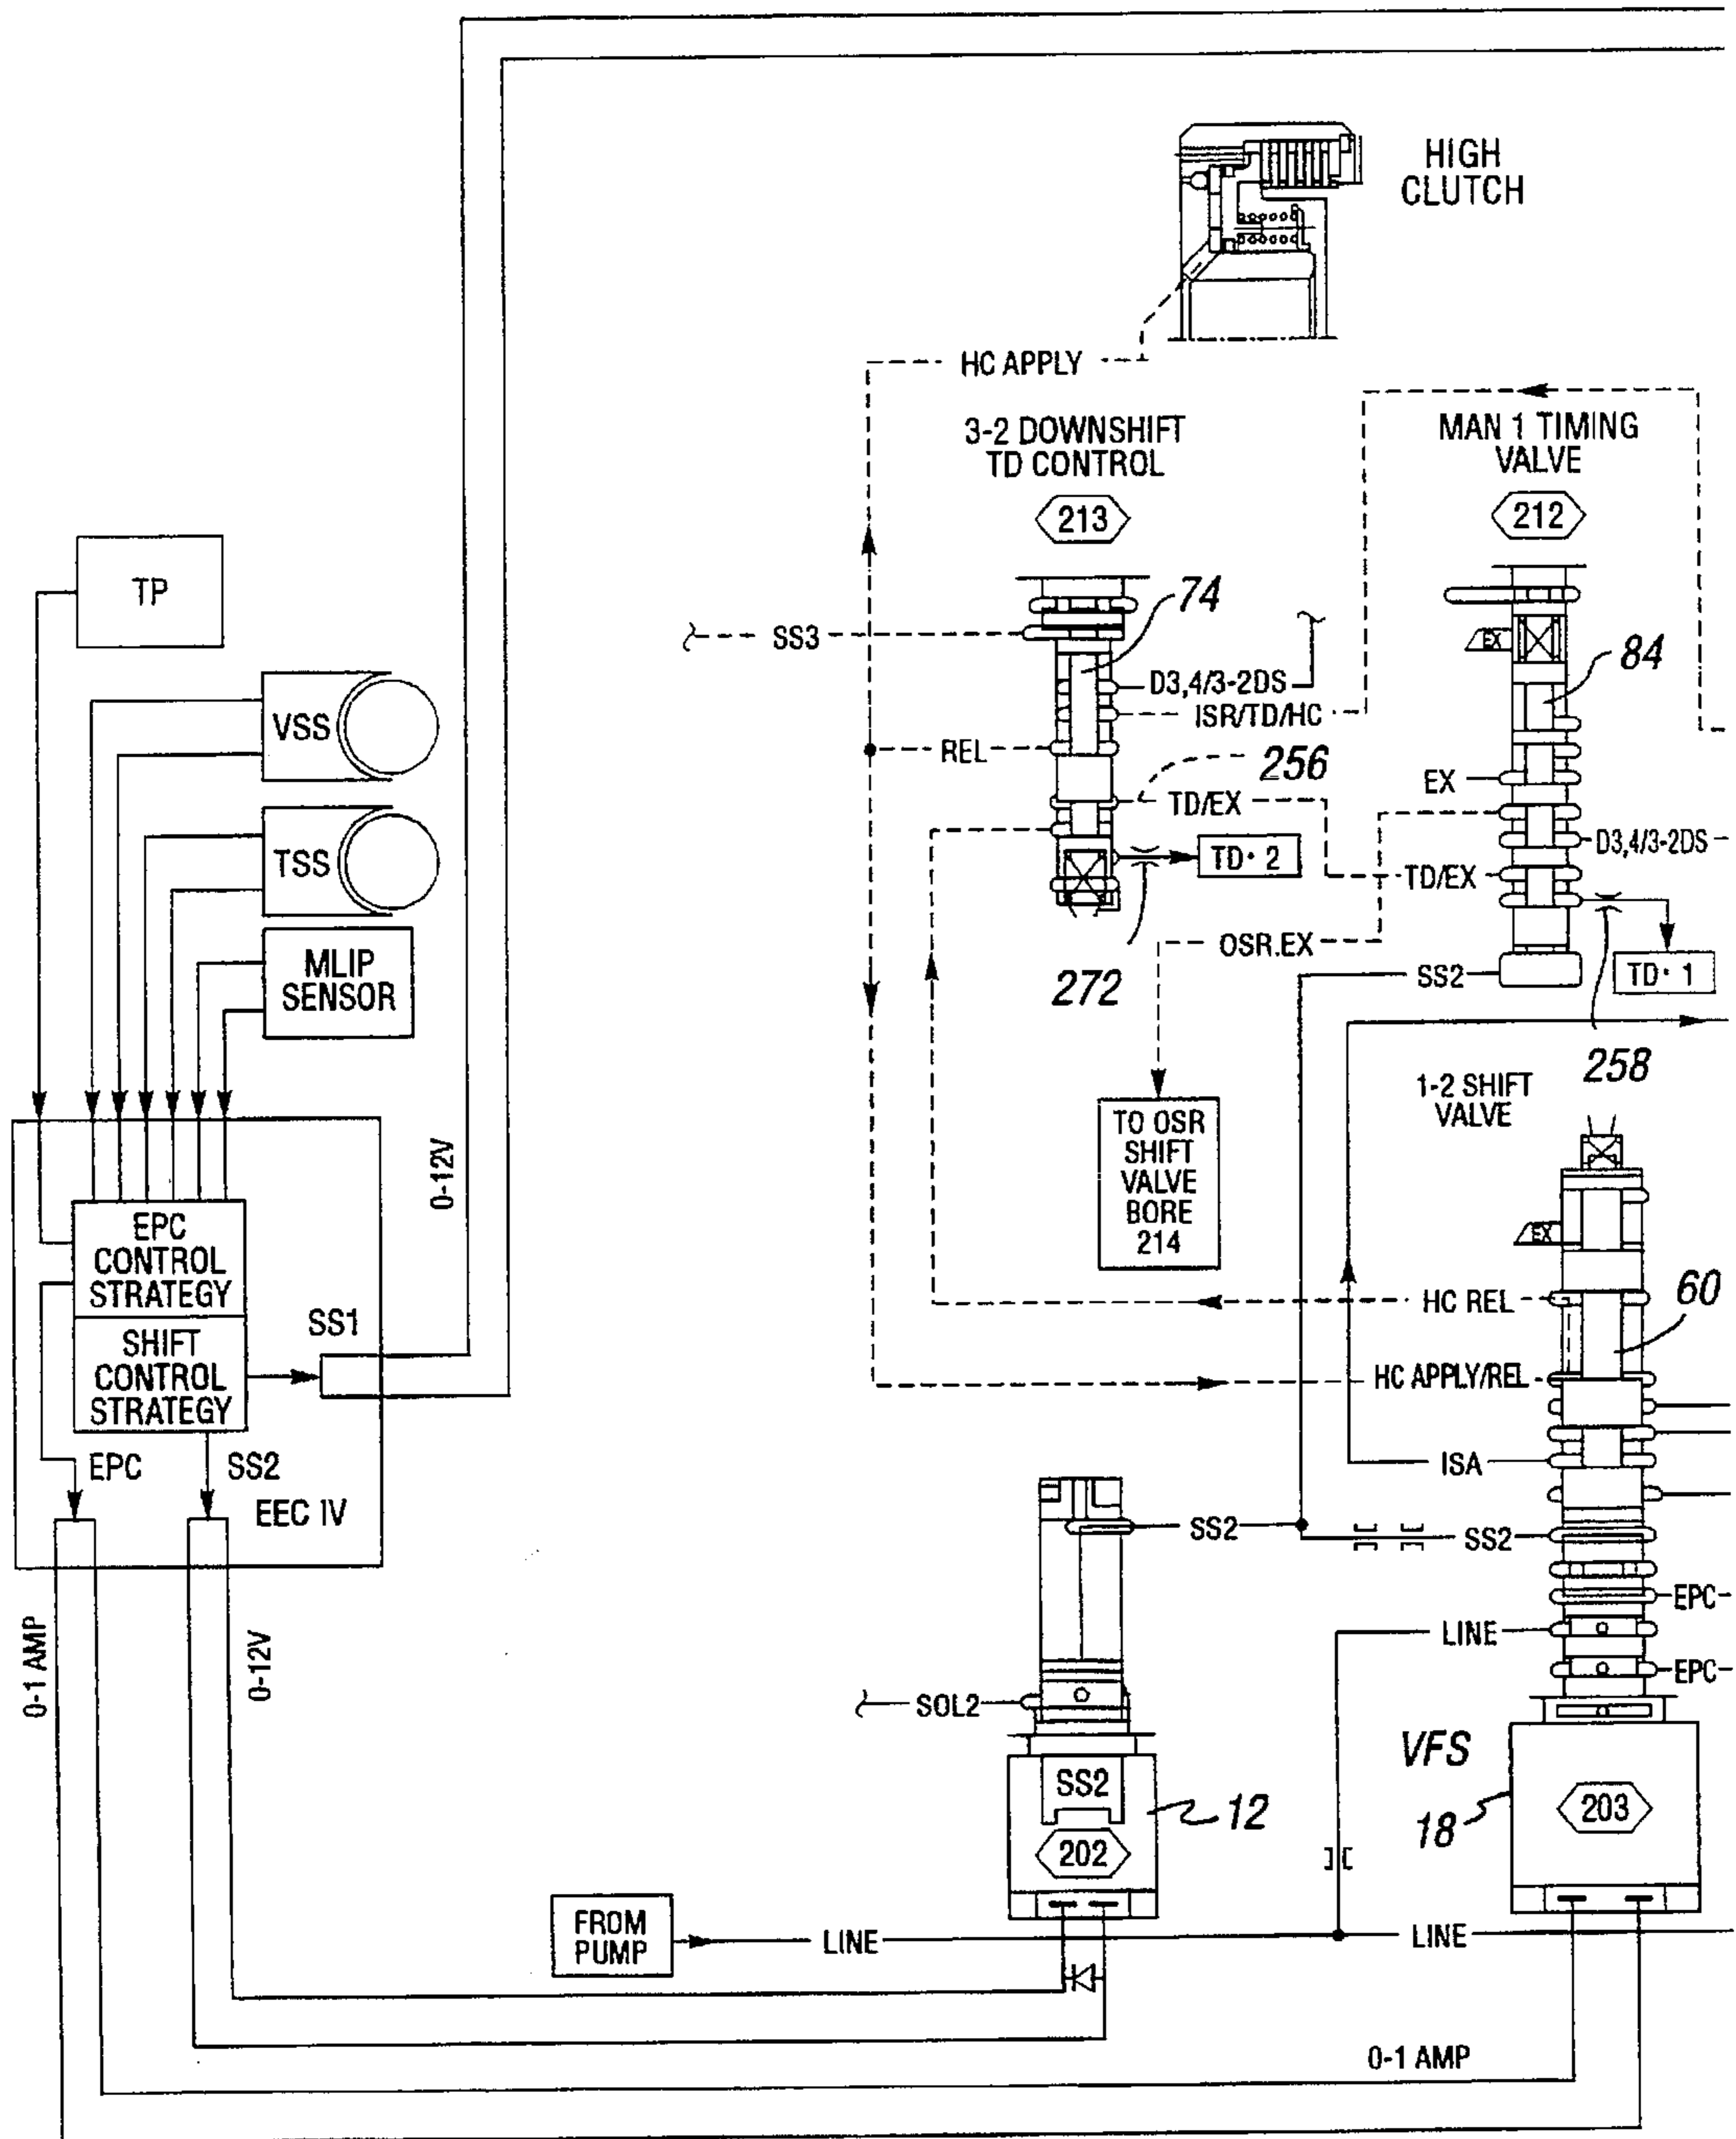 HIGH
CLUTCH
HC APPLY
3-2 DOWNSHIFT
TD CONTROL
213
MAN 1 TIMING
VALVE
212
TP
74
SS3
EX
84
D3,4/3-2DS
ISR/TD/HC
VSS
REL
256
EX
TD/EX
D3,4/3-2DS
TSS
TD· 2
TD/EX
MLIP
SENSOR
OSR.EX
272
SS2
TD· 1
258
1-2 SHIFT
VALVE
TO OSR
SHIFT
VALVE
BORE
214
0-12V
EPC
CONTROL
STRATEGY
EX
HC REL
60
SS1
SHIFT
CONTROL
STRATEGY
HC APPLY/REL
EPC
SS2
ISA
EEC IV
SS2
SS2
EPC
0-1 AMP
0-12V
LINE
EPC
SOL2
VFS
SS2
12
18
203
202
FROM
PUMP
LINE
LINE
0-1 AMP